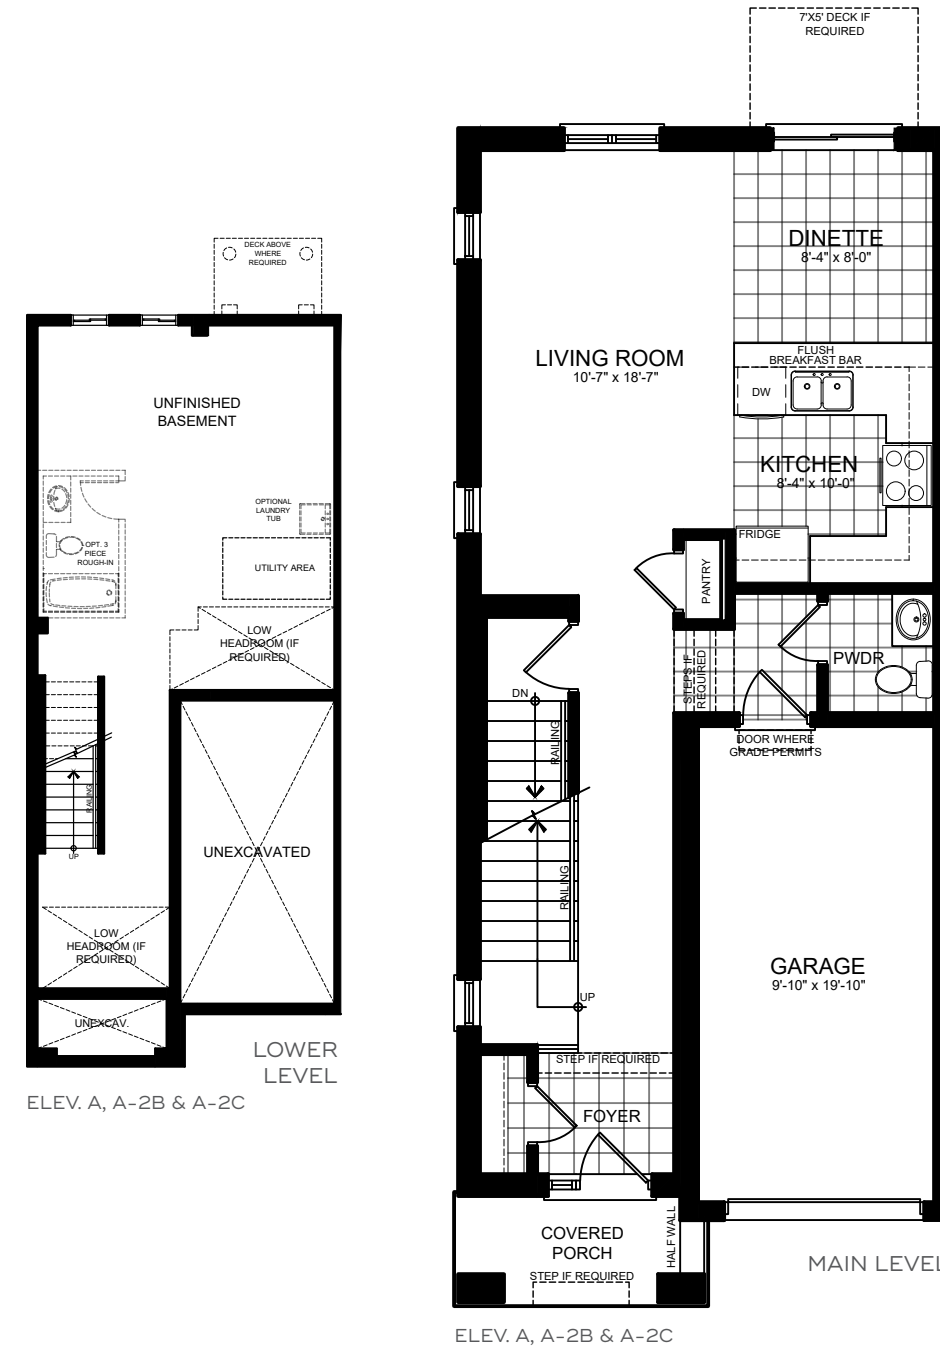 DECK ABOVE
WHERE
REQUIRED
UNFINISHED
BASEMENT
OPTIONAL
LAUNDRY
TUB
OPT. 3
PIECE
ROUGH-IN
UTILITY AREA
LOW
HEADROOM (IF
REQUIRED)
RAILING
UP
UNEXCAVATED
LOW
HEADROOM (IF
REQUIRED)
UNEXCAV.
LOWER
LEVEL
ELEV. A, A-2B & A-2C
7'X5' DECK IF
REQUIRED
DINETTE
8'-4" x 8'-0"
LIVING ROOM
10'-7" x 18'-7"
FLUSH
BREAKFAST BAR
DW
KITCHEN
8'-4" x 10'-0"
FRIDGE
PANTRY
PWDR
STEPS IF
REQUIRED
DN
RAILING
DOOR WHERE
GRADE PERMITS
RAILING
GARAGE
9'-10" x 19'-10"
UP
STEP IF REQUIRED
FOYER
COVERED
PORCH
HALF WALL
STEP IF REQUIRED
MAIN LEVEL
ELEV. A, A-2B & A-2C